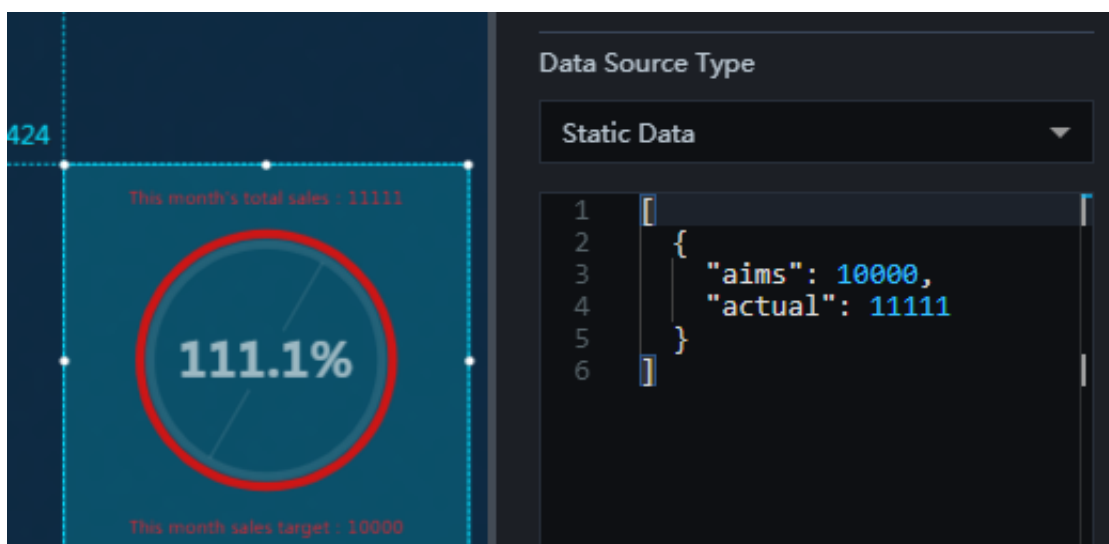 424
This month's total sales : 11111
111.1%
This month sales target : 10000
Data Source Type
Static Data
1 [
2 {
3 "aims": 10000,
4 "actual": 11111
5 }
6 ]